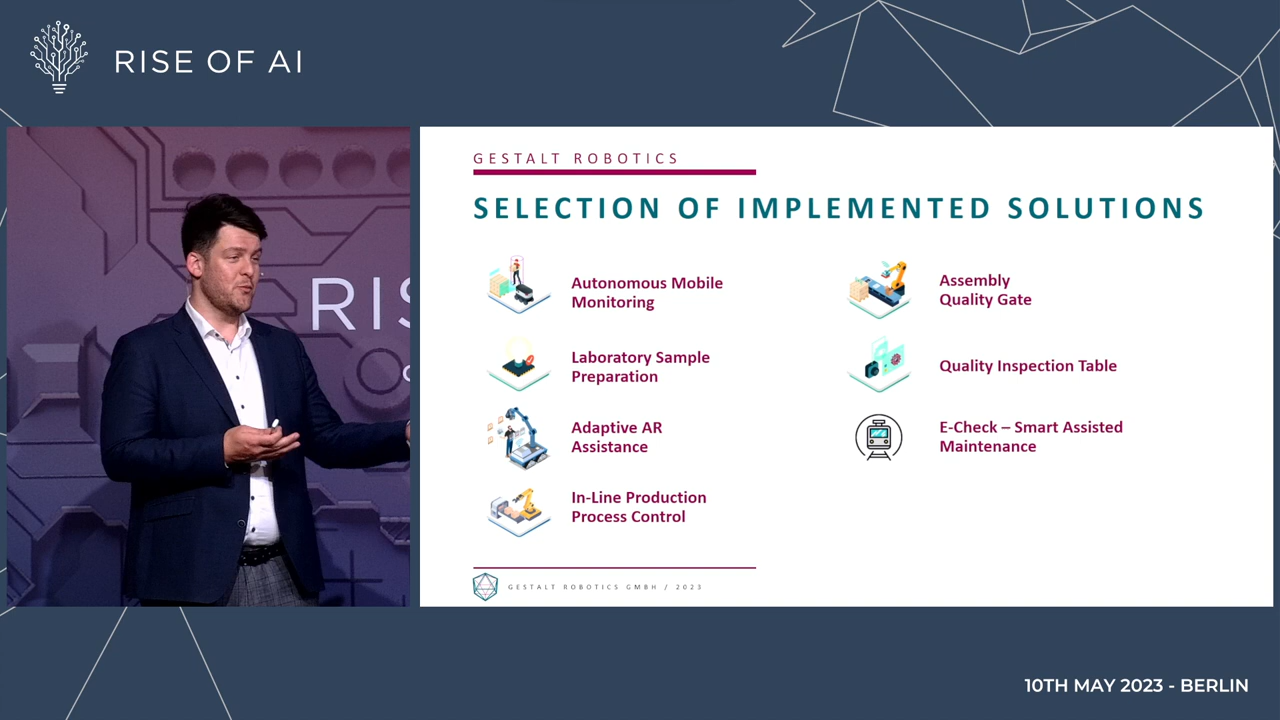 RISE OF AI
RIS
GESTALT ROBOTICS
SELECTION OF IMPLEMENTED SOLUTIONS
Autonomous Mobile
Monitoring
Laboratory Sample
Preparation
Adaptive AR
Assistance
In-Line Production
Process Control
Assembly
Quality Gate
Quality Inspection Table
E-Check – Smart Assisted
Maintenance
GESTALT ROBOTICS GMBH / 2023
10TH MAY 2023 - BERLIN